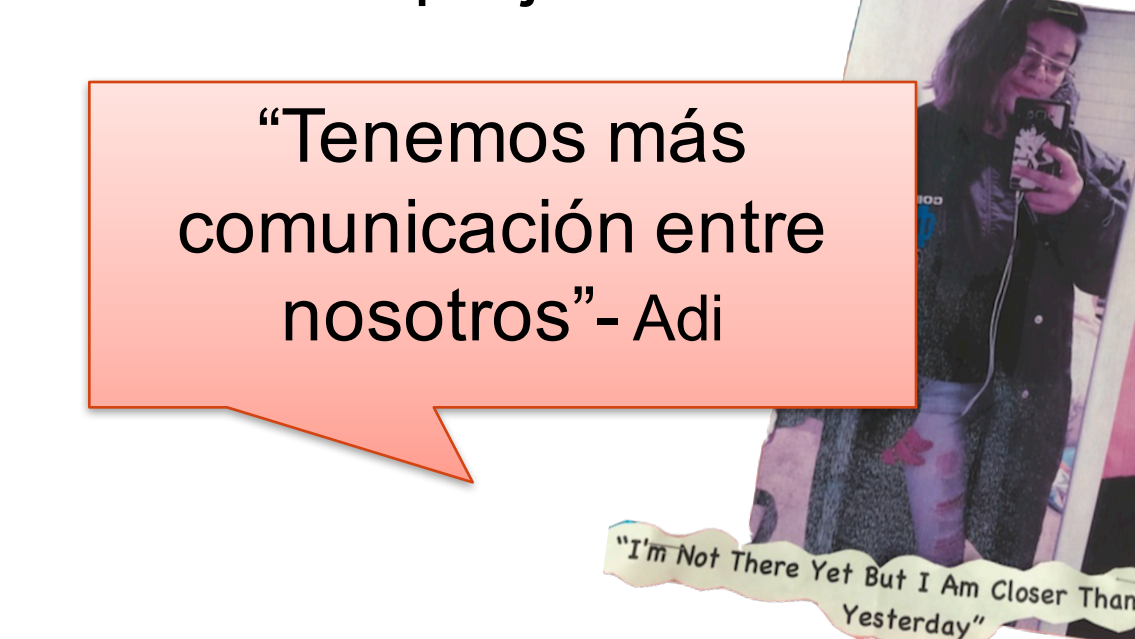 “Tenemos más
comunicación entre
nosotros”- Adi
“I’m Not There Yet But I Am Closer Than
Yesterday”